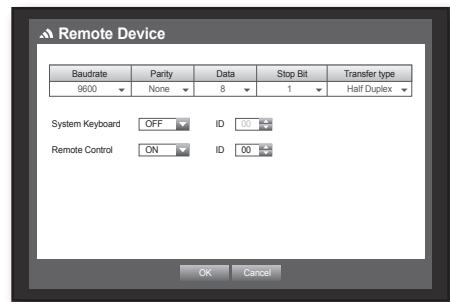 Remote Device
Baudrate Parity Data Stop Bit Transfer type
9600 None 8 1 Half Duplex
System Keyboard OFF ID 00
Remote Control ON ID 00
OK Cancel